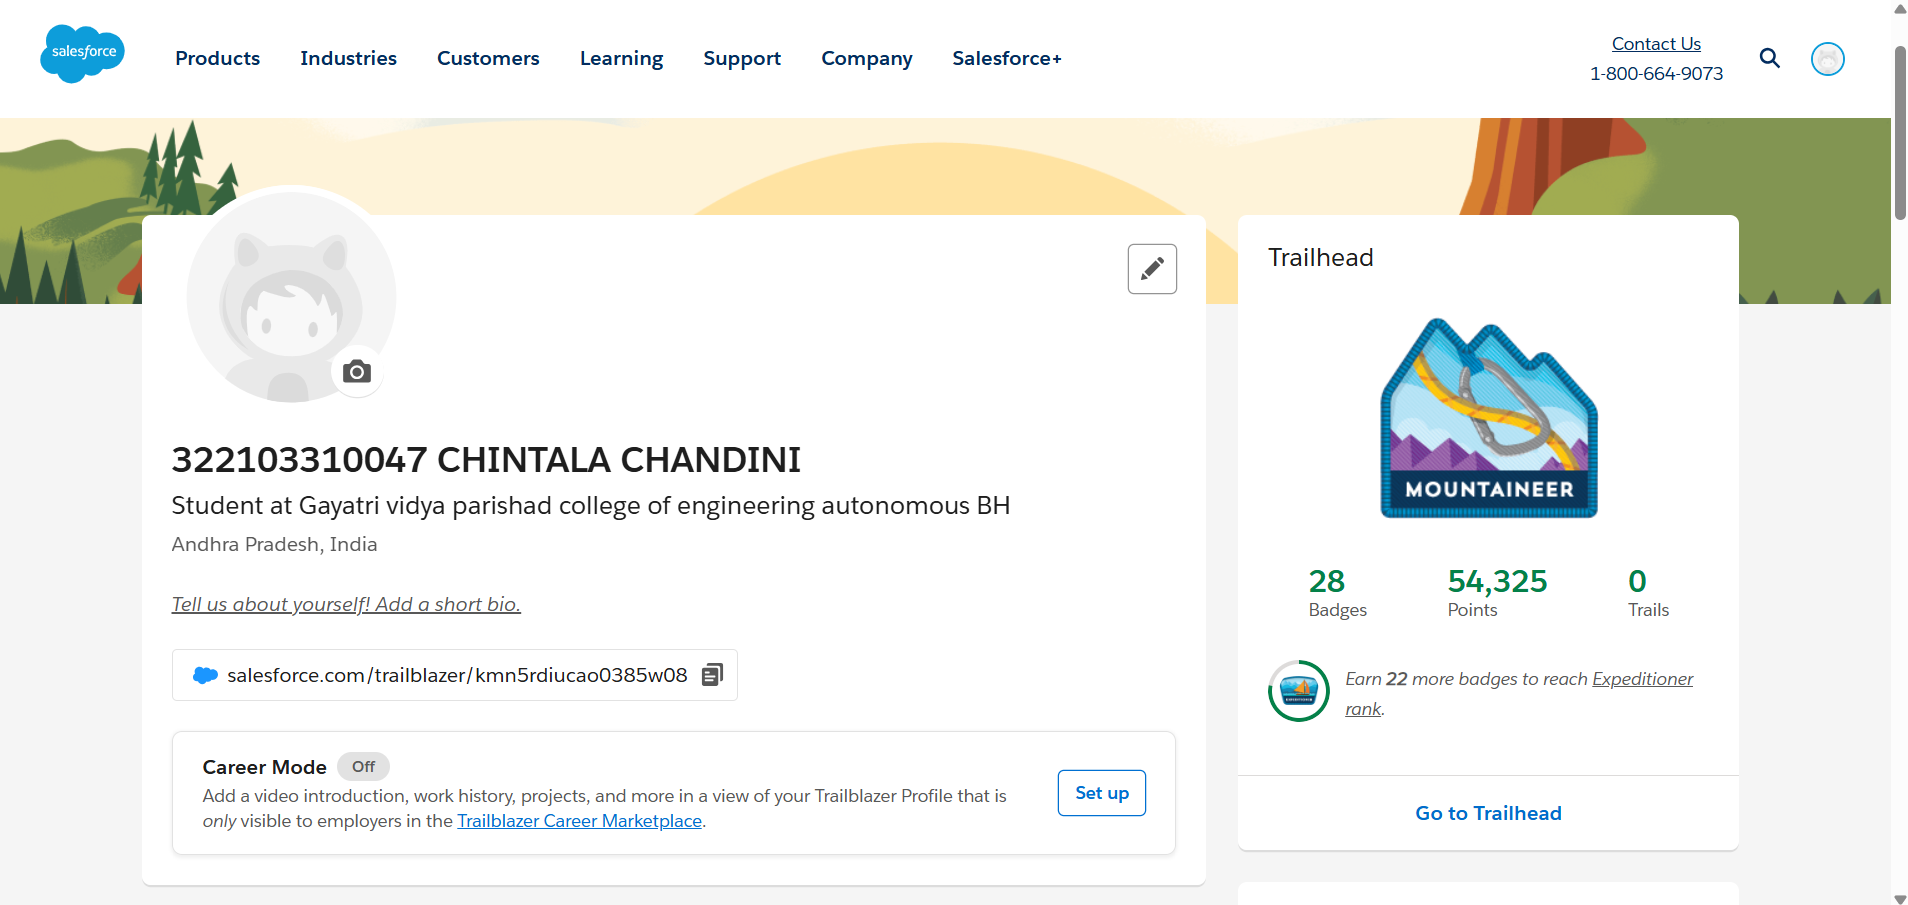 salesforce
Products
Industries
Customers
Learning
Support
Company
Salesforce+
Contact Us
1-800-664-9073
322103310047 CHINTALA CHANDINI
Student at Gayatri vidya parishad college of engineering autonomous BH
Andhra Pradesh, India
Tell us about yourself! Add a short bio.
salesforce.com/trailblazer/kmn5rdiucao0385w08
Career Mode
Off
Add a video introduction, work history, projects, and more in a view of your Trailblazer Profile that is
only visible to employers in the Trailblazer Career Marketplace.
Set up
Trailhead
MOUNTAINEER
28
Badges
54,325
Points
0
Trails
Earn 22 more badges to reach Expeditioner
rank.
Go to Trailhead